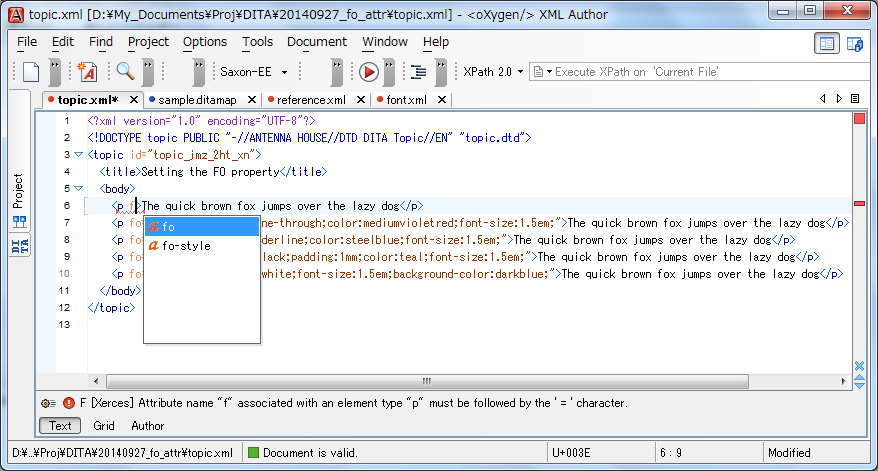 topic.xml [D:¥My_Documents¥Proj¥DITA¥20140927_fo_attr¥topic.xml] - <oXygen/> XML Author
File Edit Find Project Options Tools Document Window Help
Saxon-EE XPath 2.0 Execute XPath on 'Current File'
topic.xml* sample.ditamap reference.xml font.xml
Project
DITA
1 <?xml version="1.0" encoding="UTF-8"?>
2 <!DOCTYPE topic PUBLIC "-//ANTENNA HOUSE//DTD DITA Topic//EN" "topic.dtd">
3 <topic id="topic_jmz_2ht_xn">
4 <title>Setting the FO property</title>
5 <body>
6 <p f>The quick brown fox jumps over the lazy dog</p>
7 <p fo ne-through;color:mediumvioletred;font-size:1.5em;">The quick brown fox jumps over the lazy dog</p>
8 <p fo derline;color:steelblue;font-size:1.5em;">The quick brown fox jumps over the lazy dog</p>
9 <p fo lack;padding:1mm;color:teal;font-size:1.5em;">The quick brown fox jumps over the lazy dog</p>
10 <p fo white;font-size:1.5em;background-color:darkblue;">The quick brown fox jumps over the lazy dog</p>
11 </body>
12 </topic>
13
a fo
a fo-style
F [Xerces] Attribute name "f" associated with an element type "p" must be followed by the ' = ' character.
Text Grid Author
D:¥...¥Proj¥DITA¥20140927_fo_attr¥topic.xml Document is valid. U+003E 6 : 9 Modified